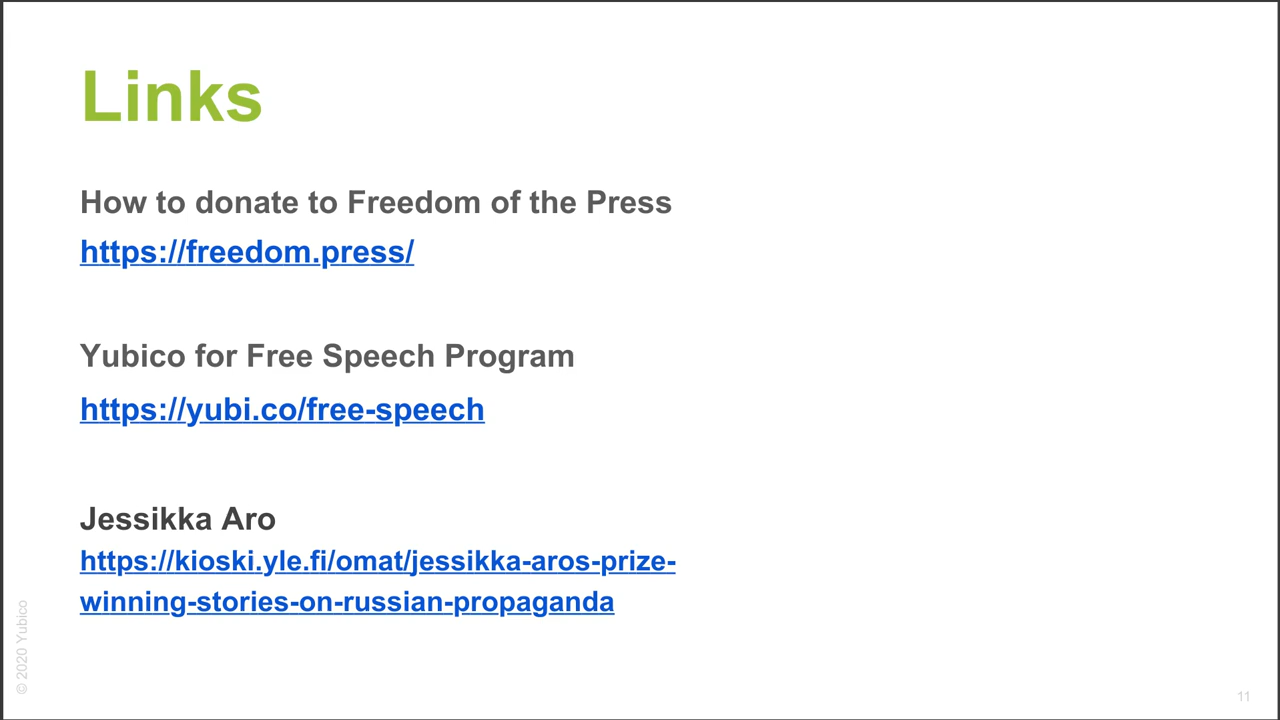 Links
How to donate to Freedom of the Press
https://freedom.press/
Yubico for Free Speech Program
https://yubi.co/free-speech
Jessikka Aro
https://kioski.yle.fi/omat/jessikka-aros-prize-
winning-stories-on-russian-propaganda
© 2020 Yubico
11